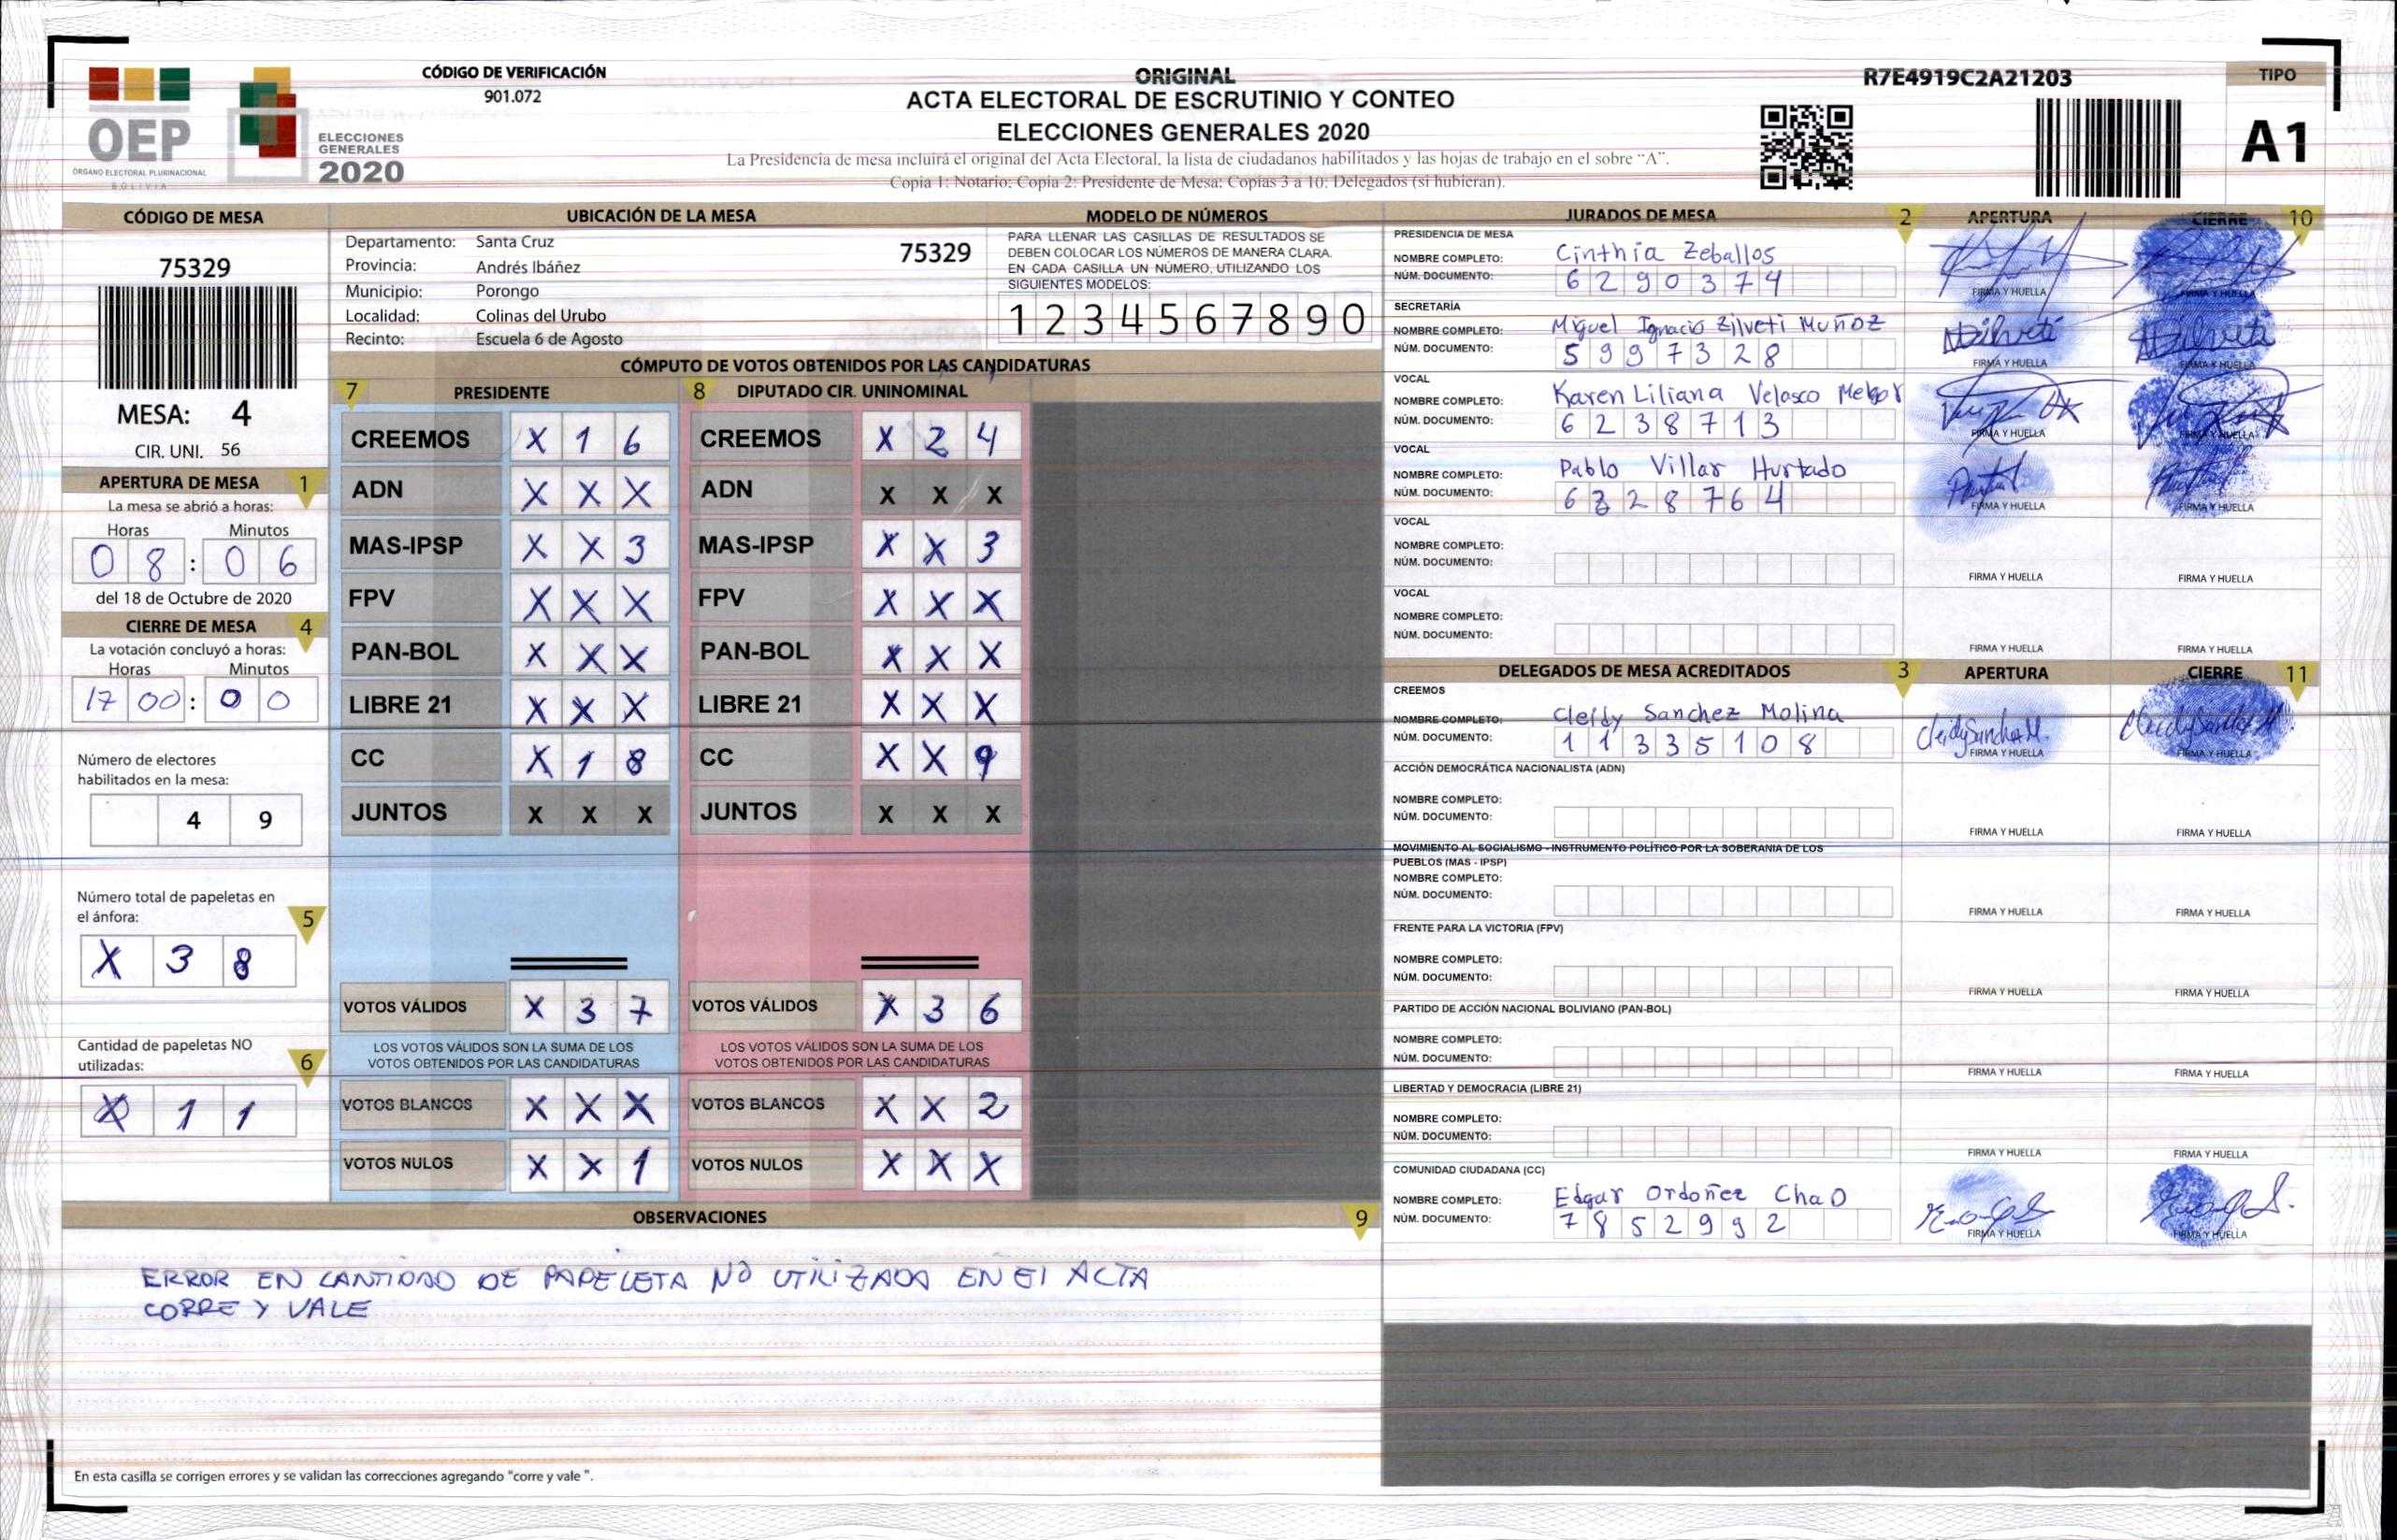 OEP
ÓRGANO ELECTORAL PLURINACIONAL
BOLIVIA
ELECCIONES
GENERALES
2020
CÓDIGO DE VERIFICACIÓN
901.072
ORIGINAL
ACTA ELECTORAL DE ESCRUTINIO Y CONTEO
ELECCIONES GENERALES 2020
La Presidencia de mesa incluirá el original del Acta Electoral, la lista de ciudadanos habilitados y las hojas de trabajo en el sobre "A".
Copia 1: Notario; Copia 2: Presidente de Mesa; Copias 3 a 10: Delegados (si hubieran).
R7E4919C2A21203
TIPO
A1
CÓDIGO DE MESA
75329
MESA: 4
CIR. UNI. 56
UBICACIÓN DE LA MESA
Departamento: Santa Cruz
75329
Provincia: Andrés Ibáñez
Municipio: Porongo
Localidad: Colinas del Urubo
Recinto: Escuela 6 de Agosto
MODELO DE NÚMEROS
PARA LLENAR LAS CASILLAS DE RESULTADOS SE
DEBEN COLOCAR LOS NÚMEROS DE MANERA CLARA.
EN CADA CASILLA UN NÚMERO, UTILIZANDO LOS
SIGUIENTES MODELOS:
1 2 3 4 5 6 7 8 9 0
APERTURA DE MESA 1
La mesa se abrió a horas:
Horas Minutos
0 8 : 0 6
del 18 de Octubre de 2020
CIERRE DE MESA 4
La votación concluyó a horas:
Horas Minutos
17 00 : 0 0
Número de electores
habilitados en la mesa:
4 9
Número total de papeletas en
el ánfora:
5
X 3 8
Cantidad de papeletas NO
utilizadas:
6
X 1 1
CÓMPUTO DE VOTOS OBTENIDOS POR LAS CANDIDATURAS
7 PRESIDENTE
CREEMOS X 1 6
ADN X X X
MAS-IPSP X X 3
FPV X X X
PAN-BOL X X X
LIBRE 21 X X X
CC X 1 8
JUNTOS X X X
VOTOS VÁLIDOS X 3 7
LOS VOTOS VÁLIDOS SON LA SUMA DE LOS
VOTOS OBTENIDOS POR LAS CANDIDATURAS
VOTOS BLANCOS X X X
VOTOS NULOS X X 1
8 DIPUTADO CIR. UNINOMINAL
CREEMOS X 2 4
ADN X X X
MAS-IPSP X X 3
FPV X X X
PAN-BOL X X X
LIBRE 21 X X X
CC X X 9
JUNTOS X X X
VOTOS VÁLIDOS X 3 6
LOS VOTOS VÁLIDOS SON LA SUMA DE LOS
VOTOS OBTENIDOS POR LAS CANDIDATURAS
VOTOS BLANCOS X X 2
VOTOS NULOS X X X
OBSERVACIONES 9
ERROR EN CANTIDAD DE PAPELETA NO UTILIZADA EN El ACTA
CORRE Y VALE
En esta casilla se corrigen errores y se validan las correcciones agregando "corre y vale ".
JURADOS DE MESA 2 APERTURA CIERRE 10
PRESIDENCIA DE MESA
NOMBRE COMPLETO: Cinthia Zeballos
NÚM. DOCUMENTO: 6290374
FIRMA Y HUELLA FIRMA Y HUELLA
SECRETARÍA
NOMBRE COMPLETO: Miguel Ignacio Zilveti Muñoz
NÚM. DOCUMENTO: 5997328
FIRMA Y HUELLA FIRMA Y HUELLA
VOCAL
NOMBRE COMPLETO: Karen Liliana Velasco Melgar
NÚM. DOCUMENTO: 6238713
FIRMA Y HUELLA FIRMA Y HUELLA
VOCAL
NOMBRE COMPLETO: Pablo Villar Hurtado
NÚM. DOCUMENTO: 6328764
FIRMA Y HUELLA FIRMA Y HUELLA
VOCAL
NOMBRE COMPLETO:
NÚM. DOCUMENTO:
FIRMA Y HUELLA FIRMA Y HUELLA
VOCAL
NOMBRE COMPLETO:
NÚM. DOCUMENTO:
FIRMA Y HUELLA FIRMA Y HUELLA
DELEGADOS DE MESA ACREDITADOS 3 APERTURA CIERRE 11
CREEMOS
NOMBRE COMPLETO: Cleidy Sanchez Molina
NÚM. DOCUMENTO: 11335108
FIRMA Y HUELLA FIRMA Y HUELLA
ACCIÓN DEMOCRÁTICA NACIONALISTA (ADN)
NOMBRE COMPLETO:
NÚM. DOCUMENTO:
FIRMA Y HUELLA FIRMA Y HUELLA
MOVIMIENTO AL SOCIALISMO - INSTRUMENTO POLÍTICO POR LA SOBERANIA DE LOS
PUEBLOS (MAS - IPSP)
NOMBRE COMPLETO:
NÚM. DOCUMENTO:
FIRMA Y HUELLA FIRMA Y HUELLA
FRENTE PARA LA VICTORIA (FPV)
NOMBRE COMPLETO:
NÚM. DOCUMENTO:
FIRMA Y HUELLA FIRMA Y HUELLA
PARTIDO DE ACCIÓN NACIONAL BOLIVIANO (PAN-BOL)
NOMBRE COMPLETO:
NÚM. DOCUMENTO:
FIRMA Y HUELLA FIRMA Y HUELLA
LIBERTAD Y DEMOCRACIA (LIBRE 21)
NOMBRE COMPLETO:
NÚM. DOCUMENTO:
FIRMA Y HUELLA FIRMA Y HUELLA
COMUNIDAD CIUDADANA (CC)
NOMBRE COMPLETO: Edgar Ordoñez Chao
NÚM. DOCUMENTO: 7852992
FIRMA Y HUELLA FIRMA Y HUELLA